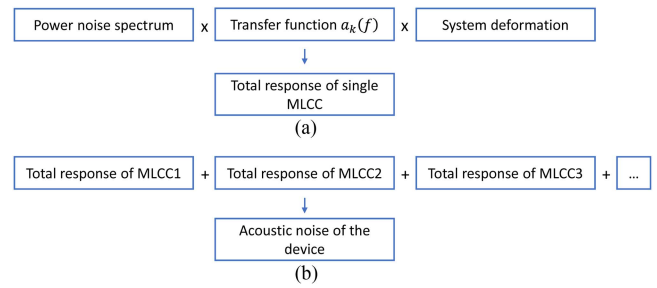 Power noise spectrum x Transfer function aₖ(f) x System deformation
Total response of single
MLCC
(a)
Total response of MLCC1 + Total response of MLCC2 + Total response of MLCC3 + ...
Acoustic noise of the
device
(b)